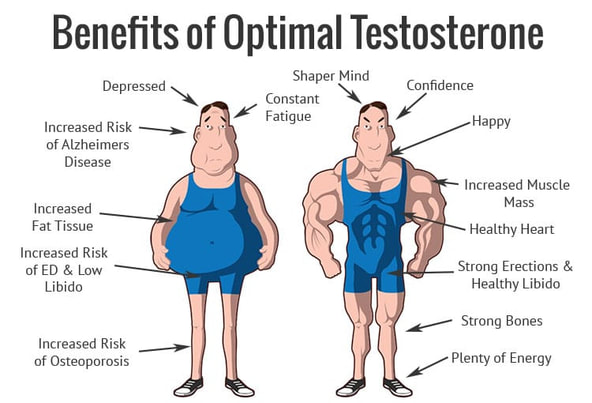 Benefits of Optimal Testosterone
Depressed
Constant
Fatigue
Increased Risk
of Alzheimers
Disease
Increased
Fat Tissue
Increased Risk
of ED & Low
Libido
Increased Risk
of Osteoporosis
Shaper Mind
Confidence
Happy
Increased Muscle
Mass
Healthy Heart
Strong Erections &
Healthy Libido
Strong Bones
Plenty of Energy